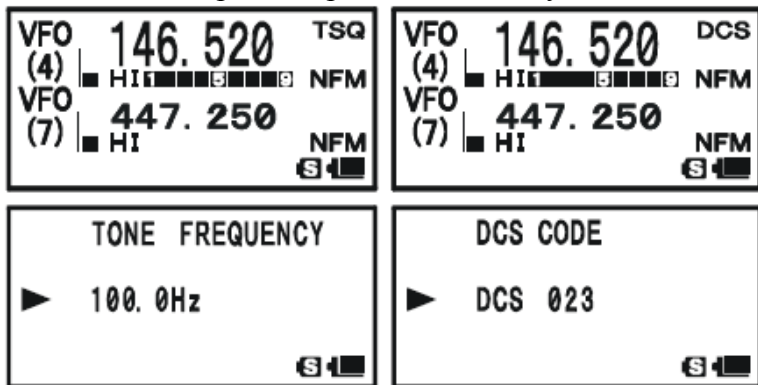 VFO 146.520 TSQ
(4) HI 1 5 9 NFM
VFO 447.250
(7) HI NFM
S
VFO 146.520 DCS
(4) HI 1 5 9 NFM
VFO 447.250
(7) HI NFM
S
TONE FREQUENCY
100.0Hz
S
DCS CODE
DCS 023
S